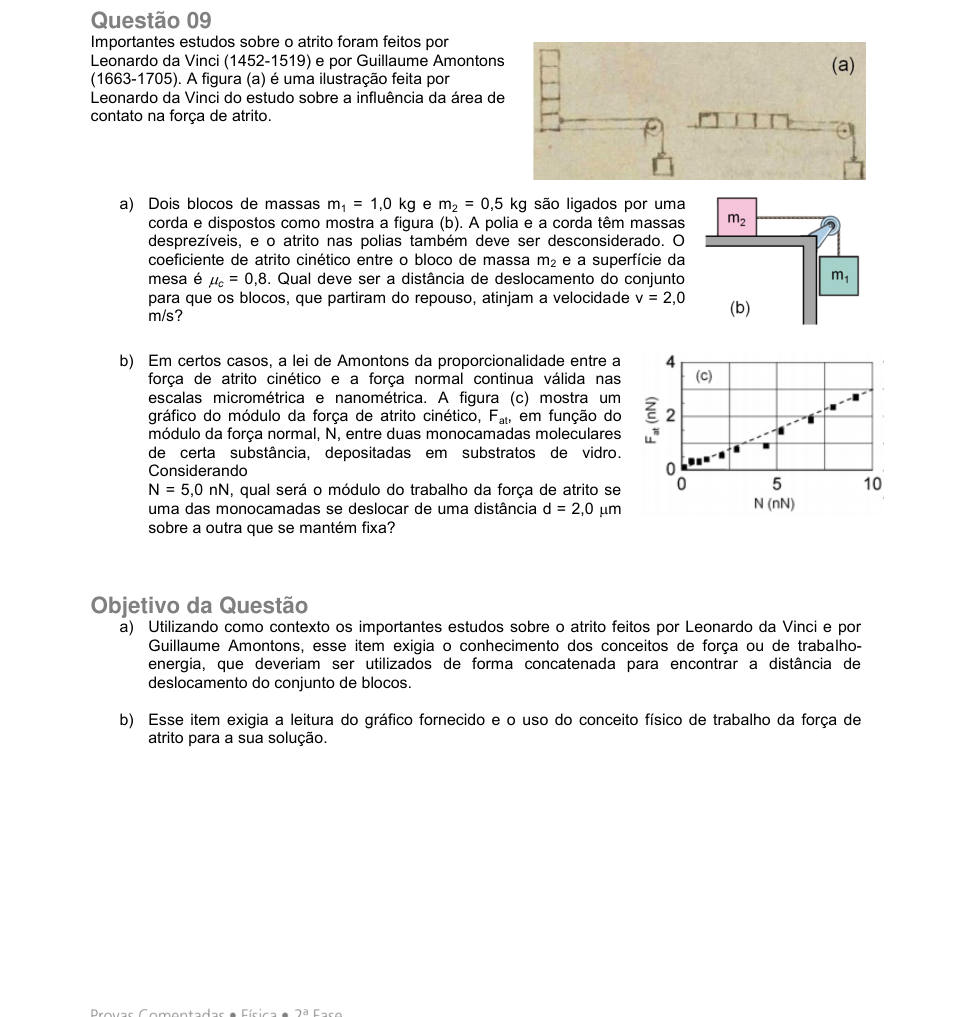 Questão 09
Importantes estudos sobre o atrito foram feitos por
Leonardo da Vinci (1452-1519) e por Guillaume Amontons
(1663-1705). A figura (a) é uma ilustração feita por
Leonardo da Vinci do estudo sobre a influência da área de
contato na força de atrito.
(a)
a) Dois blocos de massas m₁ = 1,0 kg e m₂ = 0,5 kg são ligados por uma
corda e dispostos como mostra a figura (b). A polia e a corda têm massas
desprezíveis, e o atrito nas polias também deve ser desconsiderado. O
coeficiente de atrito cinético entre o bloco de massa m₂ e a superfície da
mesa é μc = 0,8. Qual deve ser a distância de deslocamento do conjunto
para que os blocos, que partiram do repouso, atinjam a velocidade v = 2,0
m/s?
m₂
m₁
(b)
b) Em certos casos, a lei de Amontons da proporcionalidade entre a
força de atrito cinético e a força normal continua válida nas
escalas micrométrica e nanométrica. A figura (c) mostra um
gráfico do módulo da força de atrito cinético, Fat, em função do
módulo da força normal, N, entre duas monocamadas moleculares
de certa substância, depositadas em substratos de vidro.
Considerando
N = 5,0 nN, qual será o módulo do trabalho da força de atrito se
uma das monocamadas se deslocar de uma distância d = 2,0 μm
sobre a outra que se mantém fixa?
4
(c)
Fat (nN)
2
0
0 5 10
N (nN)
Objetivo da Questão
a) Utilizando como contexto os importantes estudos sobre o atrito feitos por Leonardo da Vinci e por
Guillaume Amontons, esse item exigia o conhecimento dos conceitos de força ou de trabalho-
energia, que deveriam ser utilizados de forma concatenada para encontrar a distância de
deslocamento do conjunto de blocos.
b) Esse item exigia a leitura do gráfico fornecido e o uso do conceito físico de trabalho da força de
atrito para a sua solução.
Provas Comentadas • Física • 2ª Fase